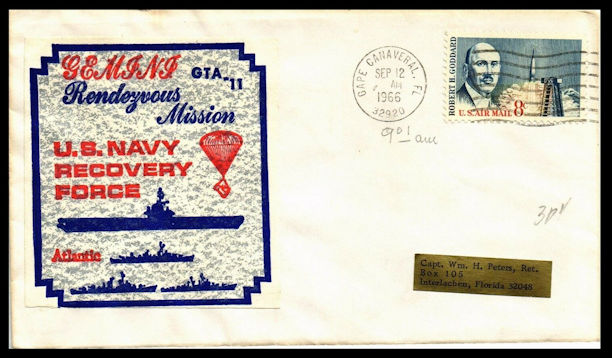 GEMINI GTA-11
Rendezvous
Mission
U.S. NAVY
RECOVERY
FORCE
Atlantic
CAPE CANAVERAL, FL
SEP 12
AM
1966
32920
ROBERT H. GODDARD
U.S. AIR MAIL 8c
901 am
Capt. Wm. H. Peters, Ret.
Box 105
Interlachen, Florida 32048